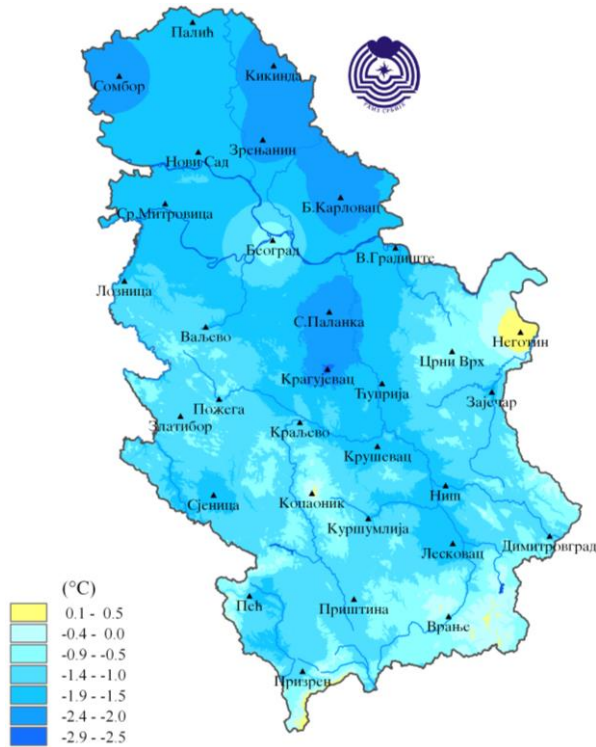 Палић
Кикинда
Сомбор
Зрењанин
Нови Сад
Б.Карловац
Ср.Митровица
Београд
В.Градиште
Лозница
С.Паланка
Ваљево
Неготин
Црни Врх
Крагујевац
Ћуприја
Зајечар
Пожега
Златибор
Краљево
Крушевац
Сјеница
Копаоник
Ниш
Куршумлија
Лесковац
Димитровград
Пећ
Приштина
Врање
Призрен
(°C)
0.1 - 0.5
-0.4 - 0.0
-0.9 - -0.5
-1.4 - -1.0
-1.9 - -1.5
-2.4 - -2.0
-2.9 - -2.5